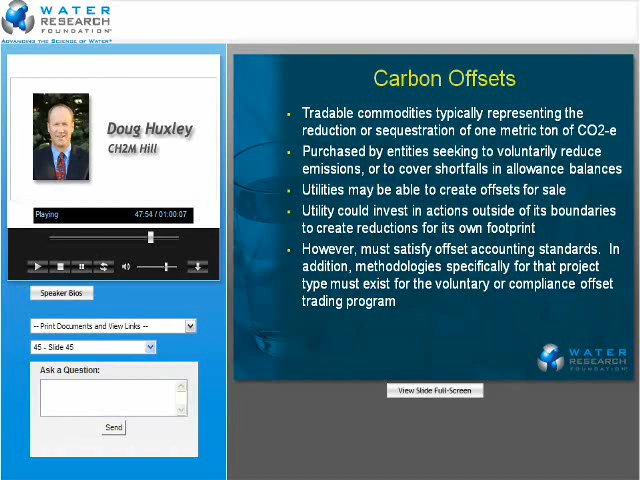 WATER
RESEARCH
FOUNDATION
ADVANCING THE SCIENCE OF WATER
Doug Huxley
CH2M Hill
Playing 47:54 / 01:00:07
Speaker Bios
-- Print Documents and View Links --
45 - Slide 45
Ask a Question:
Send
Carbon Offsets
Tradable commodities typically representing the
reduction or sequestration of one metric ton of CO2-e
Purchased by entities seeking to voluntarily reduce
emissions, or to cover shortfalls in allowance balances
Utilities may be able to create offsets for sale
Utility could invest in actions outside of its boundaries
to create reductions for its own footprint
However, must satisfy offset accounting standards. In
addition, methodologies specifically for that project
type must exist for the voluntary or compliance offset
trading program
WATER
RESEARCH
FOUNDATION
View Slide Full-Screen